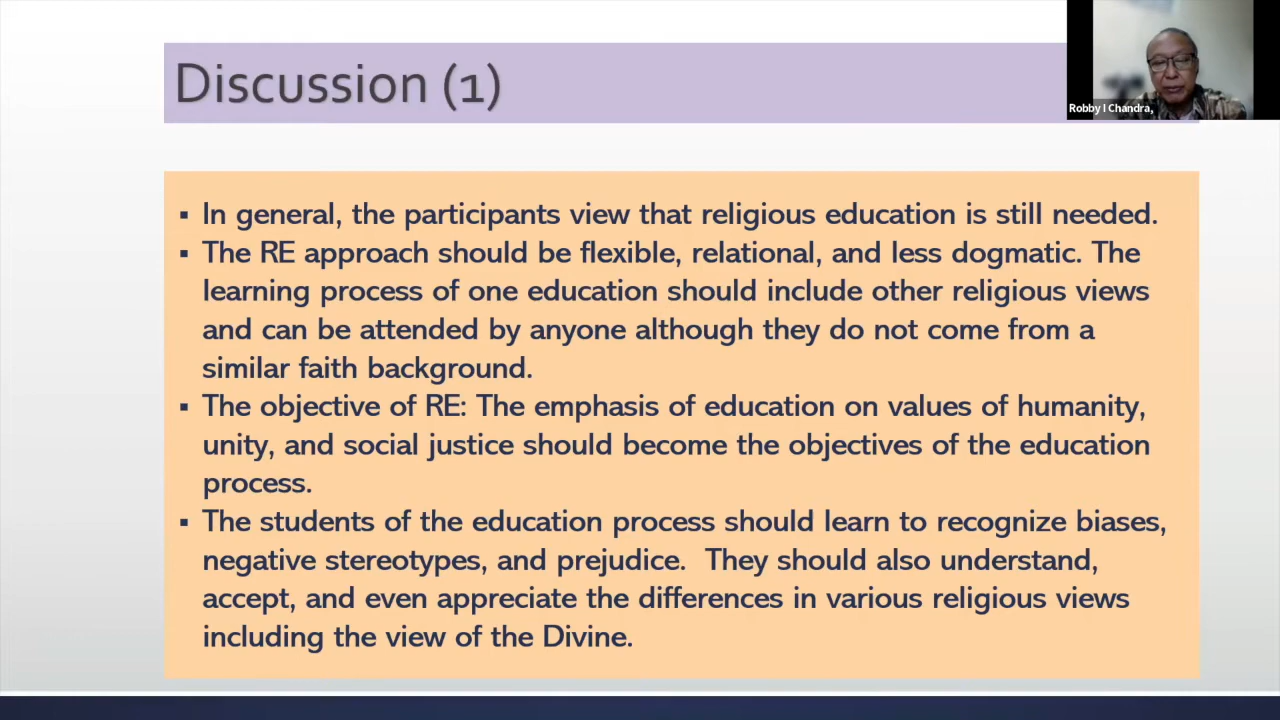 Discussion (1)
Robby I Chandra,
▪ In general, the participants view that religious education is still needed.
▪ The RE approach should be flexible, relational, and less dogmatic. The
learning process of one education should include other religious views
and can be attended by anyone although they do not come from a
similar faith background.
▪ The objective of RE: The emphasis of education on values of humanity,
unity, and social justice should become the objectives of the education
process.
▪ The students of the education process should learn to recognize biases,
negative stereotypes, and prejudice.  They should also understand,
accept, and even appreciate the differences in various religious views
including the view of the Divine.